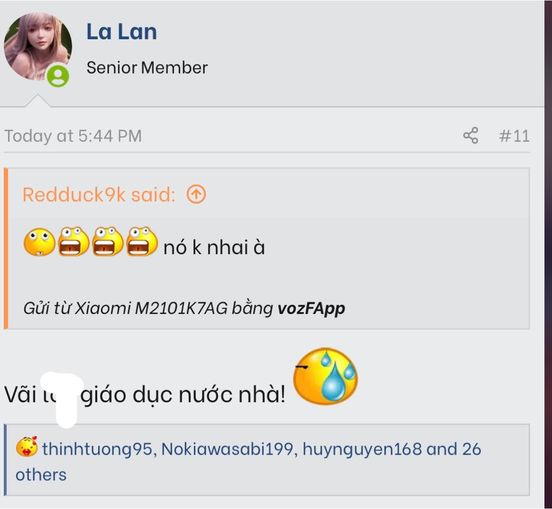 La Lan
Senior Member
Today at 5:44 PM
#11
Redduck9k said:
nó k nhai à
Gửi từ Xiaomi M2101K7AG bằng vozFApp
Vãi giáo dục nước nhà!
thinhtuong95, Nokiawasabi199, huynguyen168 and 26
others